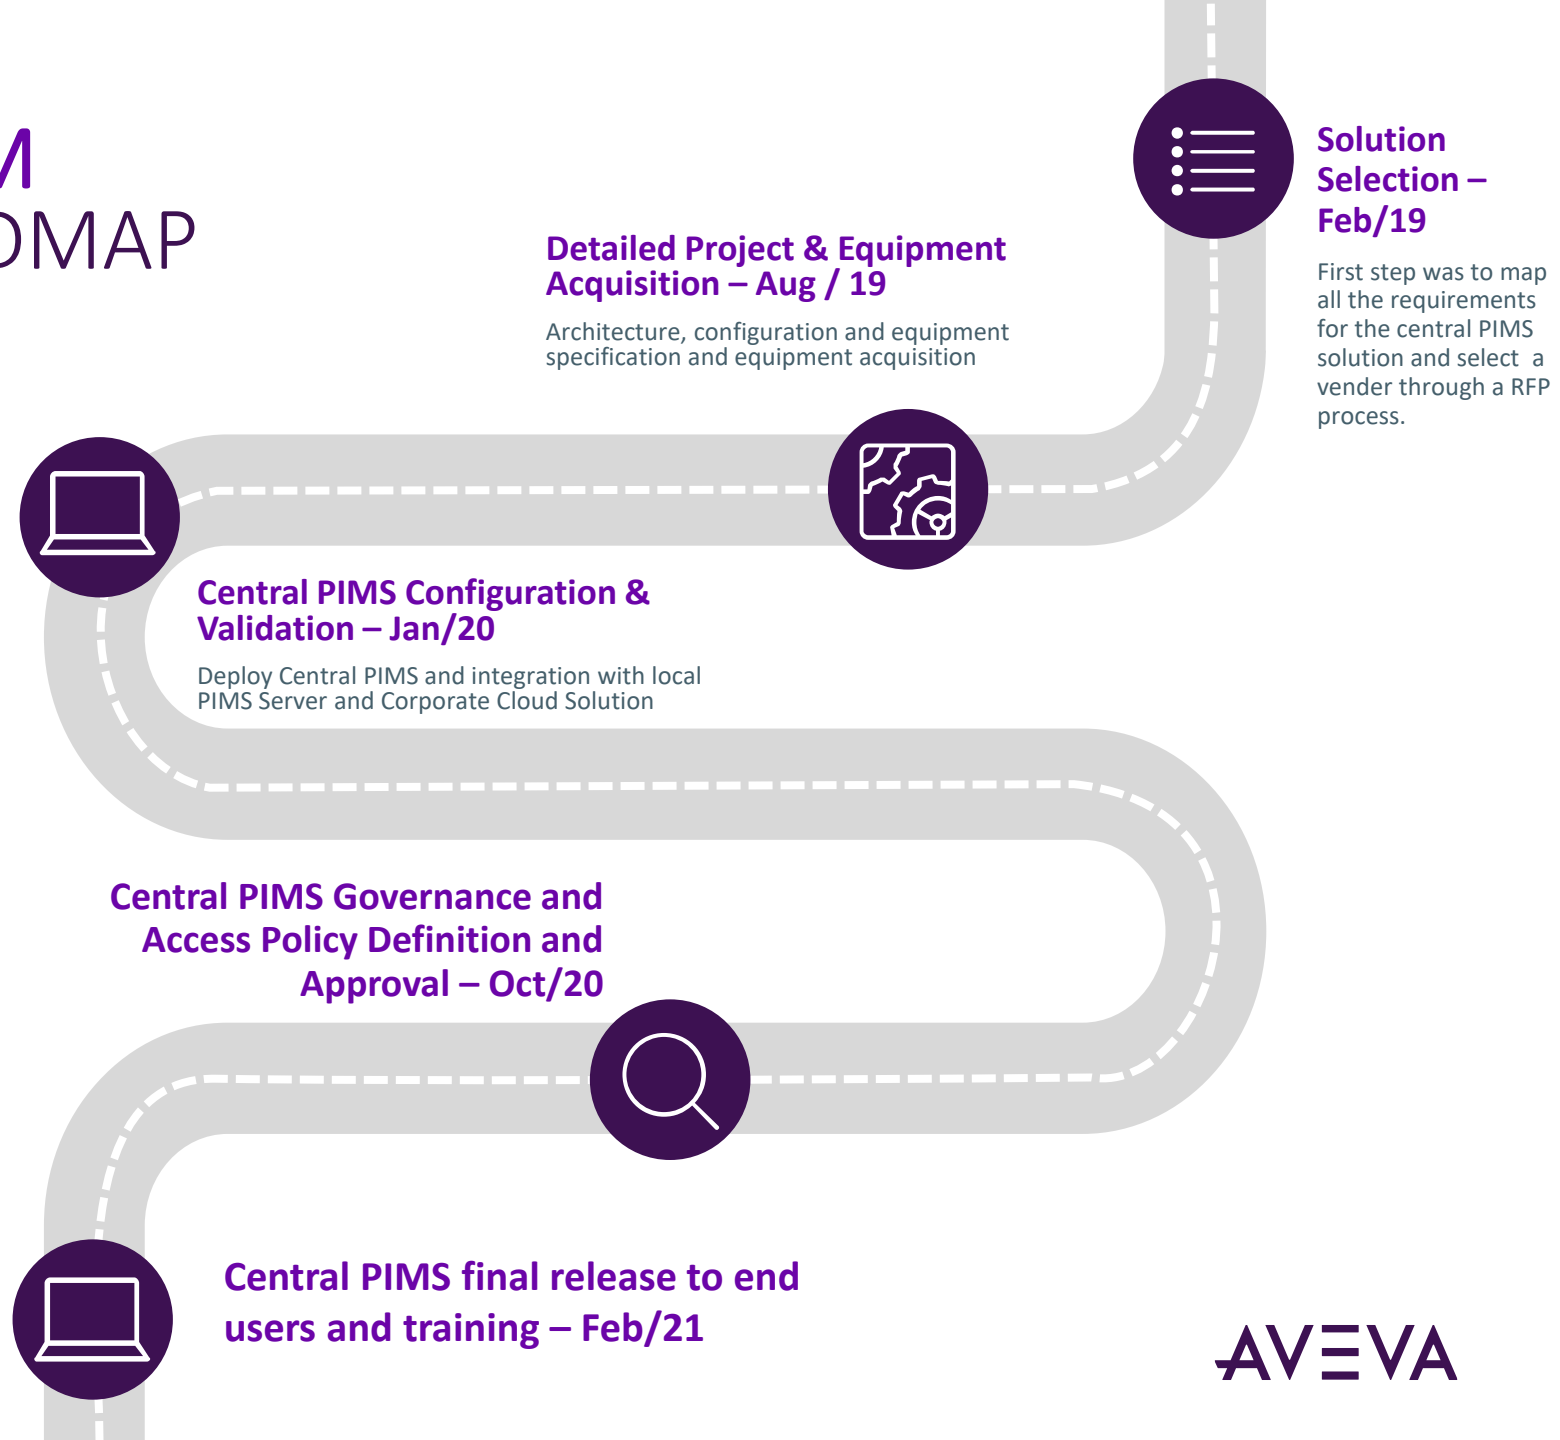 M
DMAP
Solution
Selection –
Feb/19
First step was to map
all the requirements
for the central PIMS
solution and select  a
vender through a RFP
process.
Detailed Project & Equipment
Acquisition – Aug / 19
Architecture, configuration and equipment
specification and equipment acquisition
Central PIMS Configuration &
Validation – Jan/20
Deploy Central PIMS and integration with local
PIMS Server and Corporate Cloud Solution
Central PIMS Governance and
Access Policy Definition and
Approval – Oct/20
Central PIMS final release to end
users and training – Feb/21
AVEVA